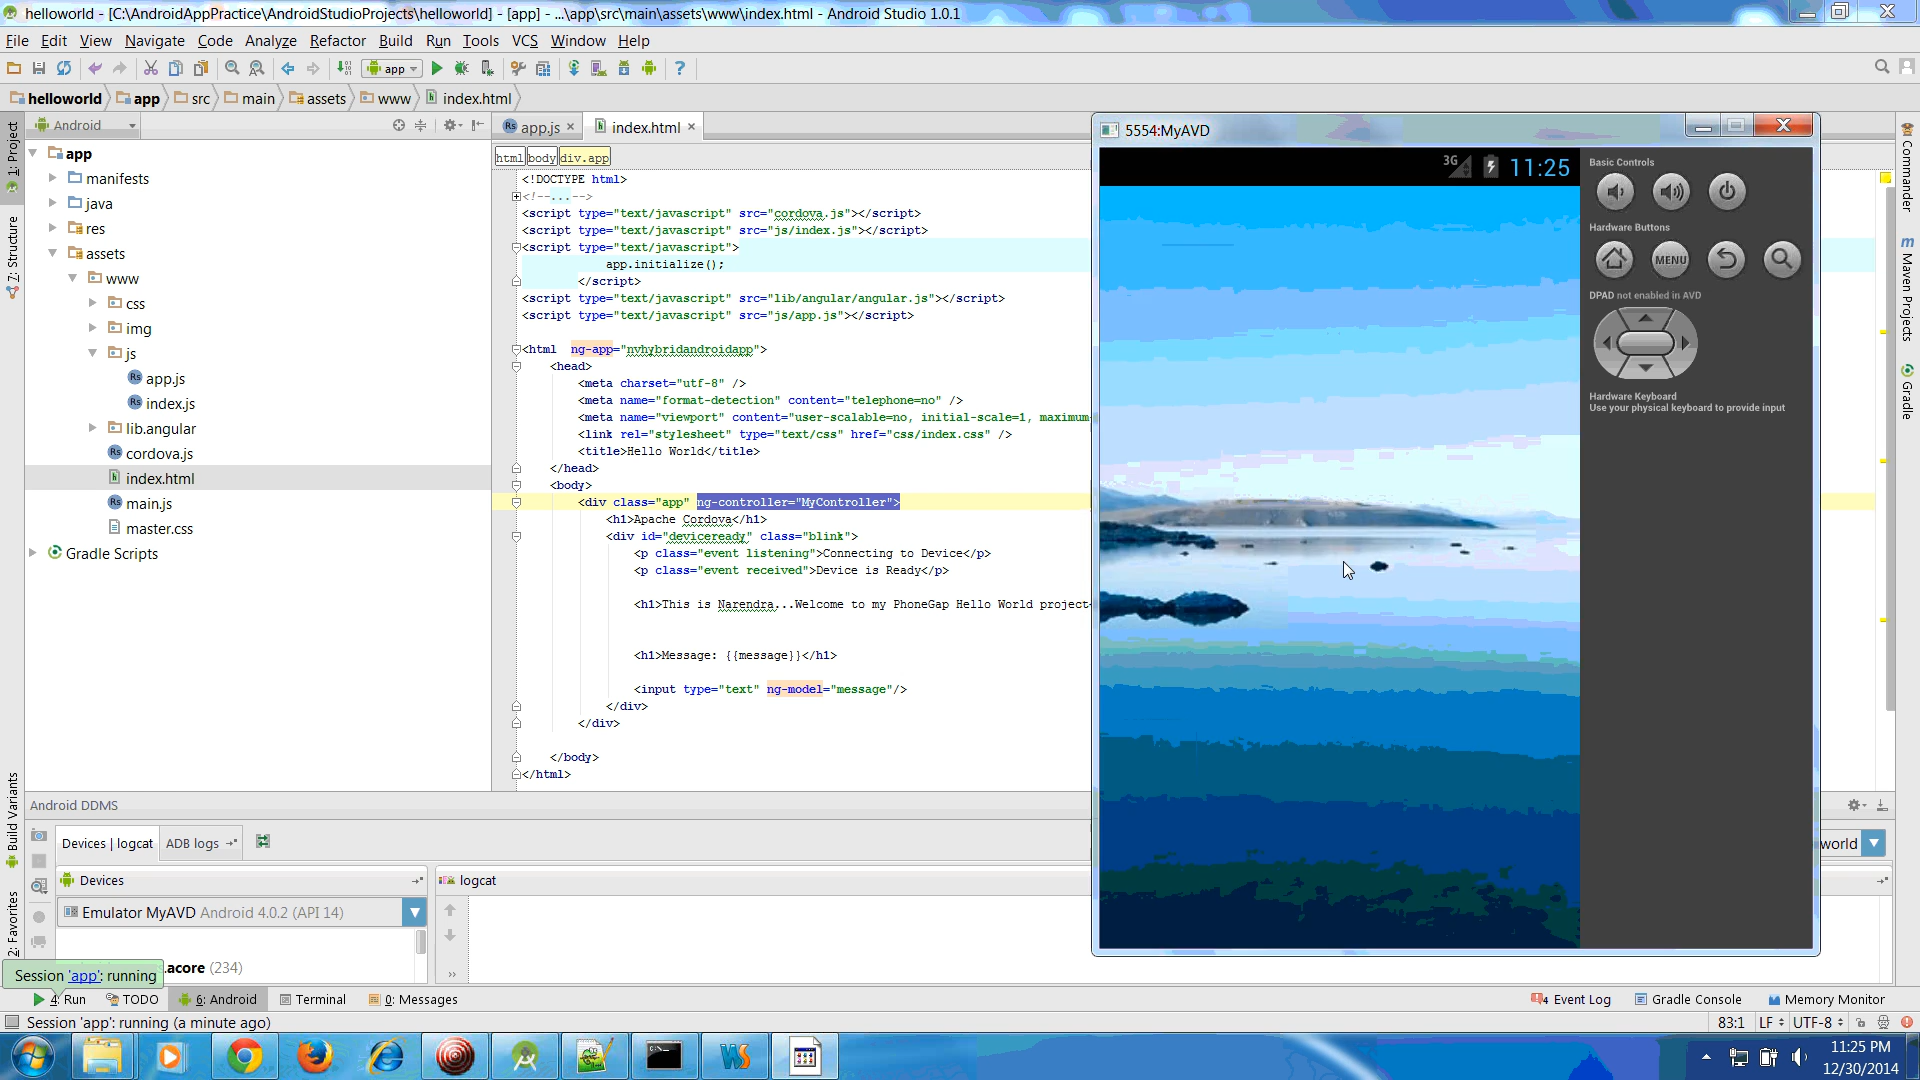 helloworld - [C:\AndroidAppPractice\AndroidStudioProjects\helloworld] - [app] - ...\app\src\main\assets\www\index.html - Android Studio 1.0.1
File Edit View Navigate Code Analyze Refactor Build Run Tools VCS Window Help
app
helloworld app src main assets www index.html
1: Project
7: Structure
Build Variants
2: Favorites
Android
app
manifests
java
res
assets
www
css
img
js
app.js
index.js
lib.angular
cordova.js
index.html
main.js
master.css
Gradle Scripts
app.js index.html
html body div.app
<!DOCTYPE html>
<!--...-->
<script type="text/javascript" src="cordova.js"></script>
<script type="text/javascript" src="js/index.js"></script>
<script type="text/javascript">
app.initialize();
</script>
<script type="text/javascript" src="lib/angular/angular.js"></script>
<script type="text/javascript" src="js/app.js"></script>
<html ng-app="nvhybridandroidapp">
<head>
<meta charset="utf-8" />
<meta name="format-detection" content="telephone=no" />
<meta name="viewport" content="user-scalable=no, initial-scale=1, maximum-
<link rel="stylesheet" type="text/css" href="css/index.css" />
<title>Hello World</title>
</head>
<body>
<div class="app" ng-controller="MyController">
<h1>Apache Cordova</h1>
<div id="deviceready" class="blink">
<p class="event listening">Connecting to Device</p>
<p class="event received">Device is Ready</p>
<h1>This is Narendra...Welcome to my PhoneGap Hello World project<
<h1>Message: {{message}}</h1>
<input type="text" ng-model="message"/>
</div>
</div>
</body>
</html>
5554:MyAVD
3G 11:25
Basic Controls
Hardware Buttons
MENU
DPAD not enabled in AVD
Hardware Keyboard
Use your physical keyboard to provide input
Commander
m Maven Projects
Gradle
Android DDMS
Devices | logcat ADB logs
world
Devices
logcat
Emulator MyAVD Android 4.0.2 (API 14)
.acore (234)
»
Session 'app': running
4: Run TODO 6: Android Terminal 0: Messages
4 Event Log Gradle Console Memory Monitor
Session 'app': running (a minute ago)
83:1 LF UTF-8
11:25 PM
12/30/2014